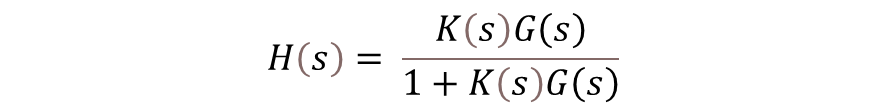 H(s) = K(s)G(s) / 1 + K(s)G(s)